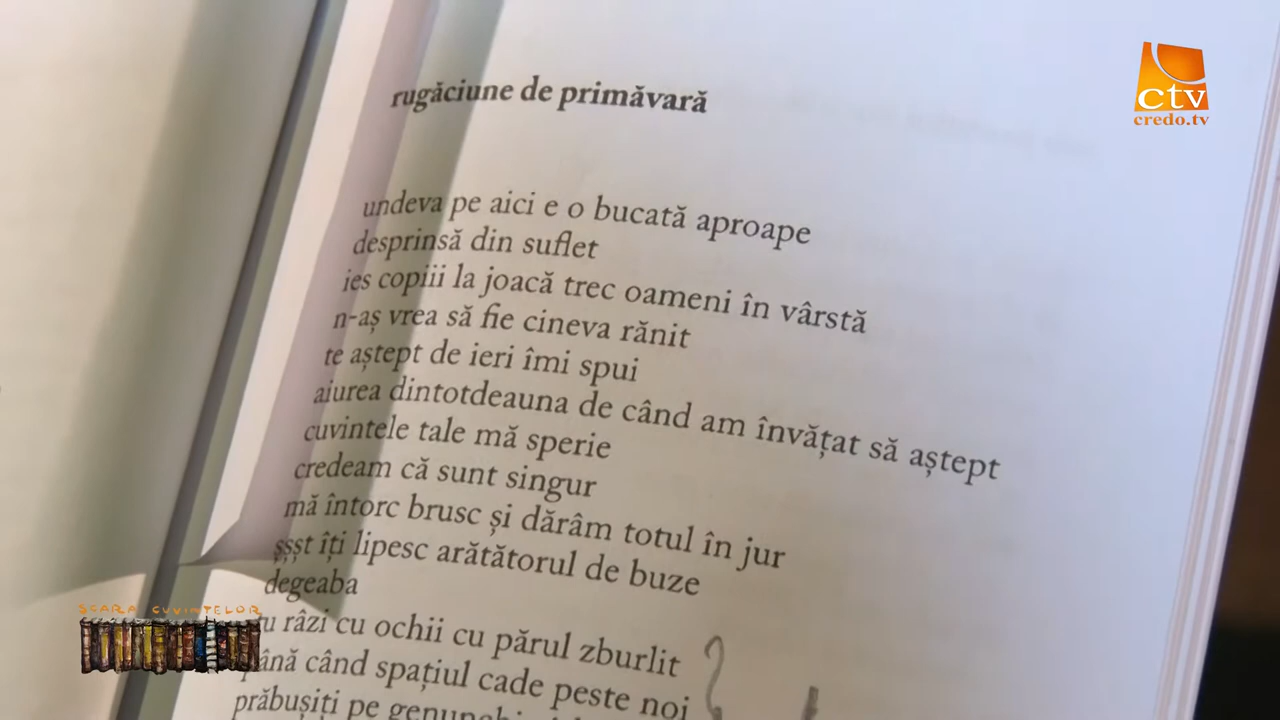 ctv
credo.tv
rugăciune de primăvară
undeva pe aici e o bucată aproape
desprinsă din suflet
ies copiii la joacă trec oameni în vârstă
n-aș vrea să fie cineva rănit
te aștept de ieri îmi spui
aiurea dintotdeauna de când am învățat să aștept
cuvintele tale mă sperie
credeam că sunt singur
mă întorc brusc și dărâm totul în jur
șșșt îți lipesc arătătorul de buze
degeaba
râzi cu ochii cu părul zburlit
până când spațiul cade peste noi
prăbușiți pe
SCARA CUVINTELOR